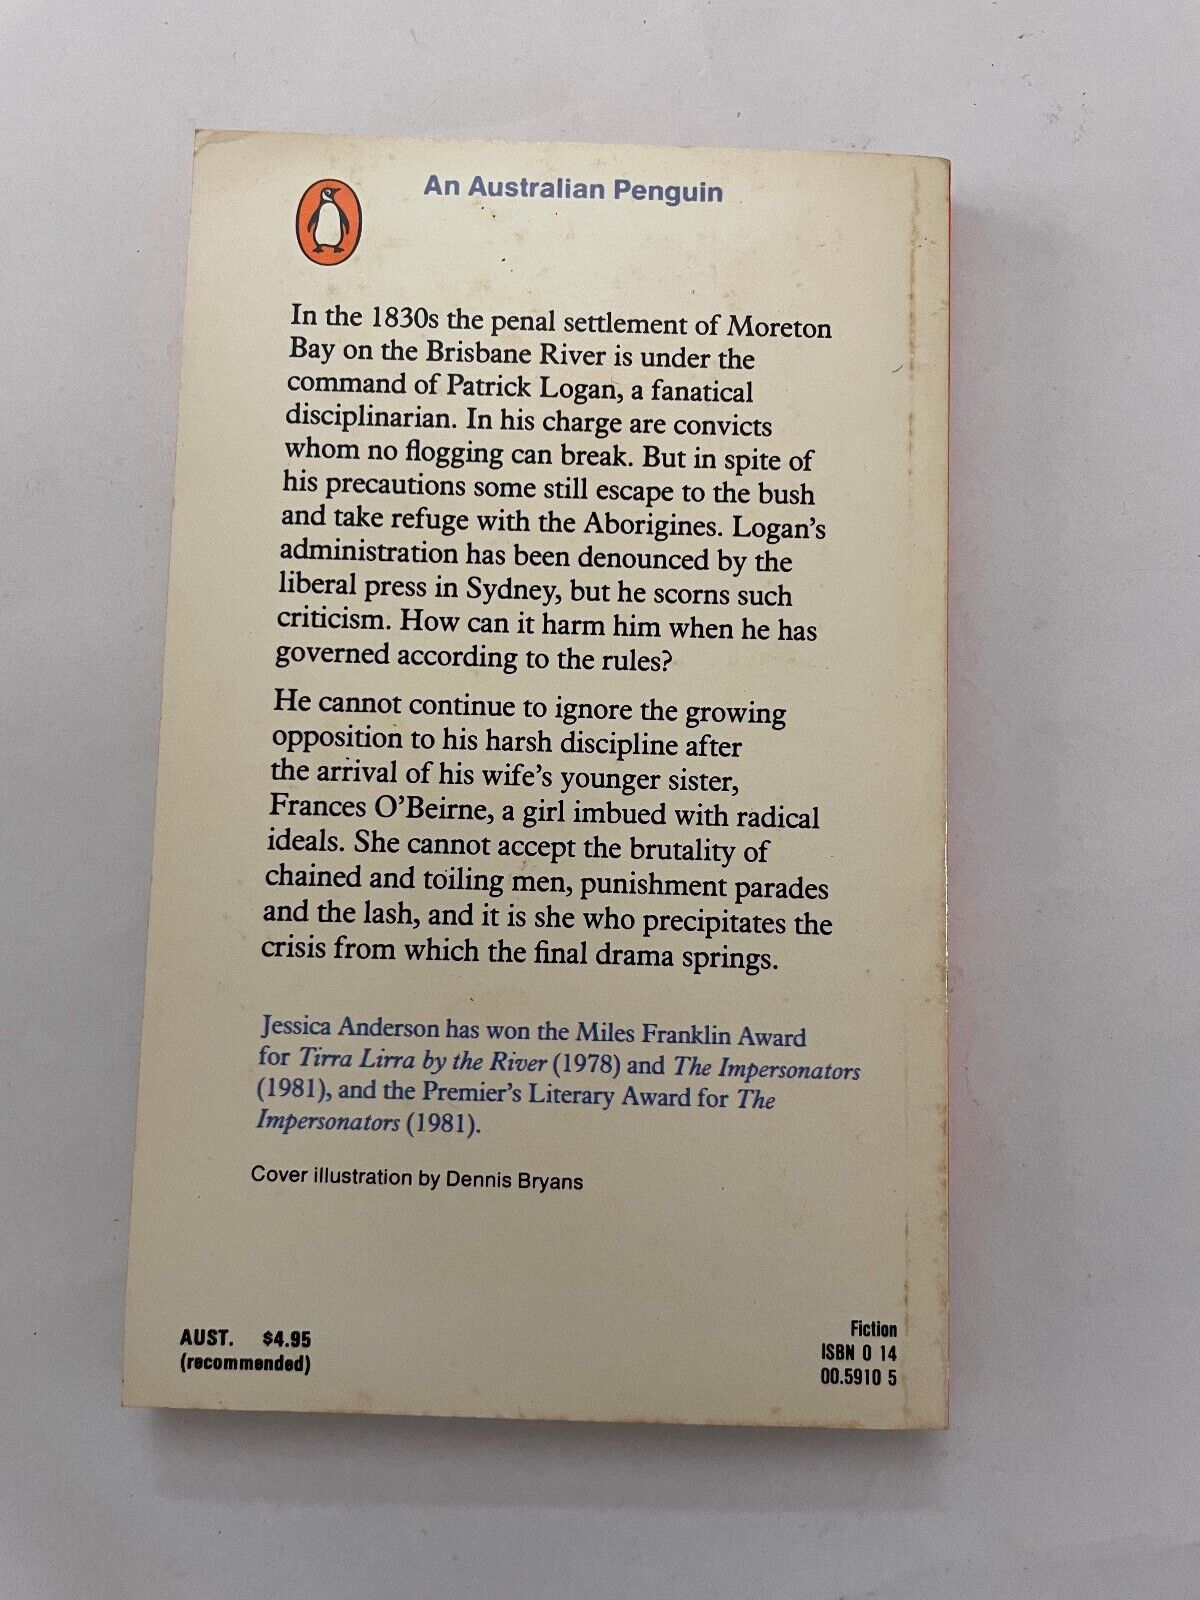 An Australian Penguin
In the 1830s the penal settlement of Moreton
Bay on the Brisbane River is under the
command of Patrick Logan, a fanatical
disciplinarian. In his charge are convicts
whom no flogging can break. But in spite of
his precautions some still escape to the bush
and take refuge with the Aborigines. Logan's
administration has been denounced by the
liberal press in Sydney, but he scorns such
criticism. How can it harm him when he has
governed according to the rules?
He cannot continue to ignore the growing
opposition to his harsh discipline after
the arrival of his wife's younger sister,
Frances O'Beirne, a girl imbued with radical
ideals. She cannot accept the brutality of
chained and toiling men, punishment parades
and the lash, and it is she who precipitates the
crisis from which the final drama springs.
Jessica Anderson has won the Miles Franklin Award
for Tirra Lirra by the River (1978) and The Impersonators
(1981), and the Premier's Literary Award for The
Impersonators (1981).
Cover illustration by Dennis Bryans
AUST. $4.95
(recommended)
Fiction
ISBN 0 14
00.5910 5